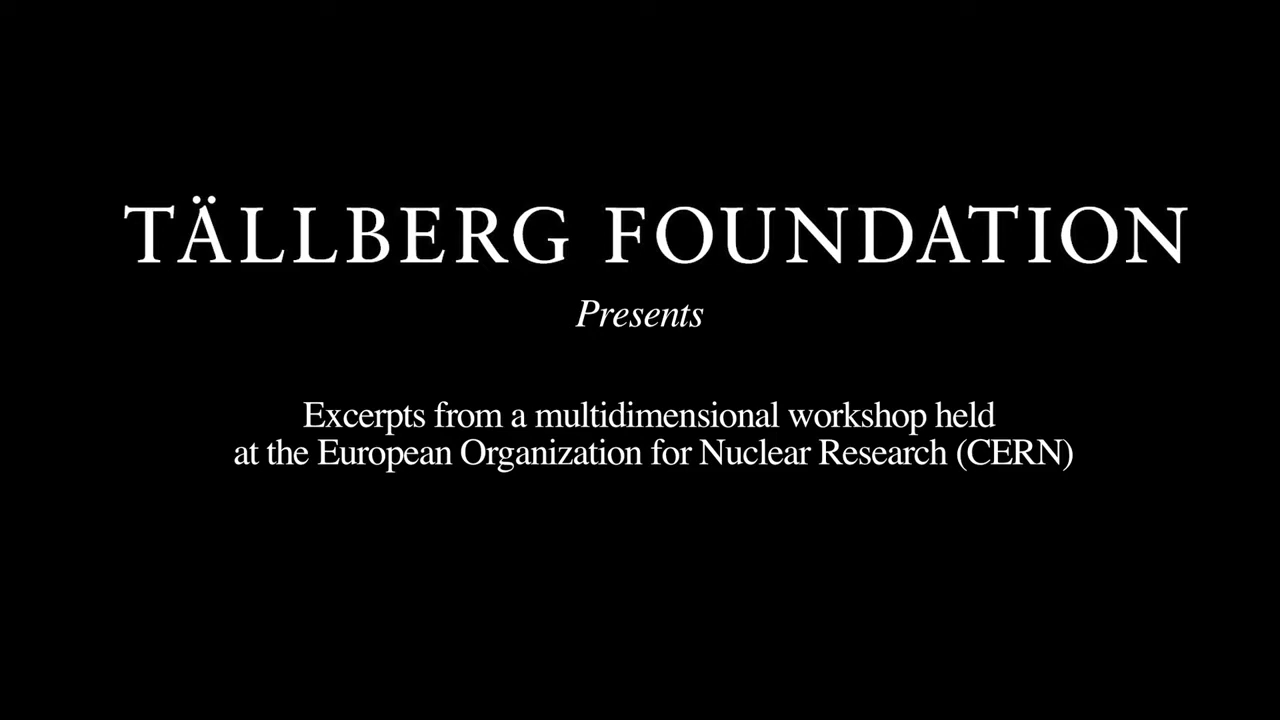 TÄLLBERG FOUNDATION
Presents
Excerpts from a multidimensional workshop held
at the European Organization for Nuclear Research (CERN)